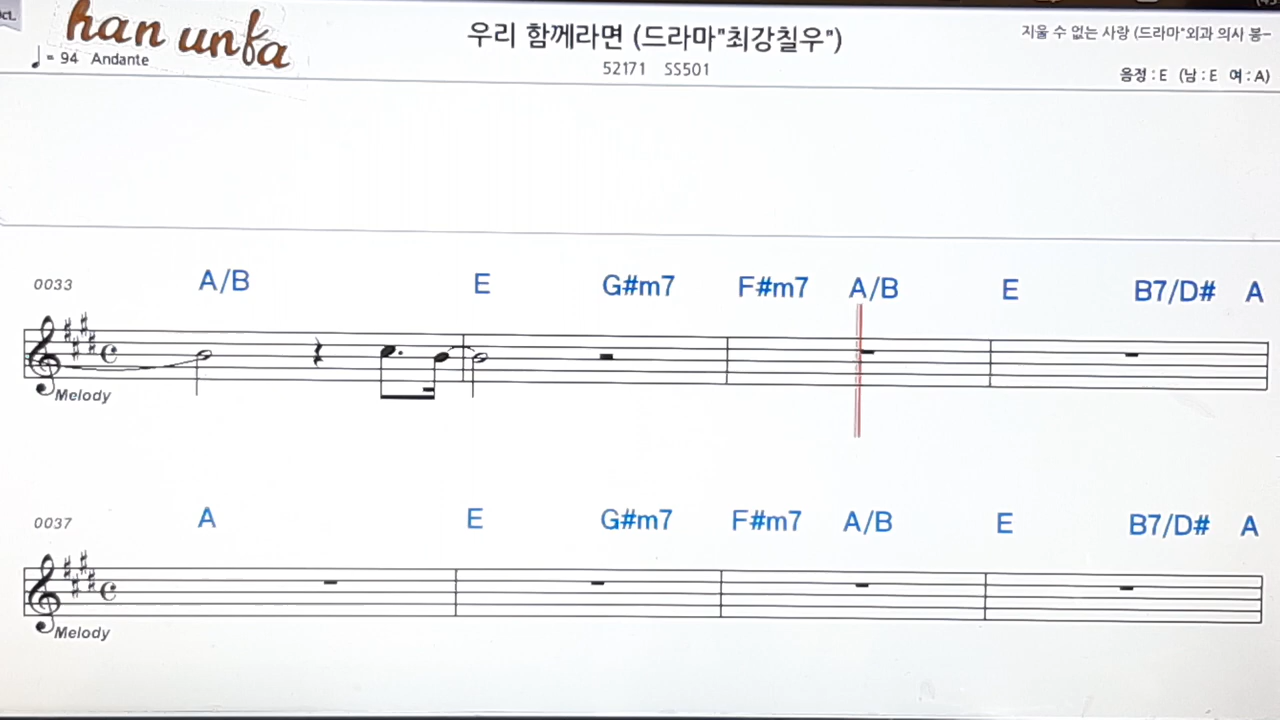 ct.
han unfa
♩= 94 Andante
우리 함께라면 (드라마"최강칠우")
52171 SS501
지울 수 없는 사랑 (드라마"외과 의사 봉-
음정 : E (남 : E 여 : A)
0033 A/B E G#m7 F#m7 A/B E B7/D# A
Melody
0037 A E G#m7 F#m7 A/B E B7/D# A
Melody